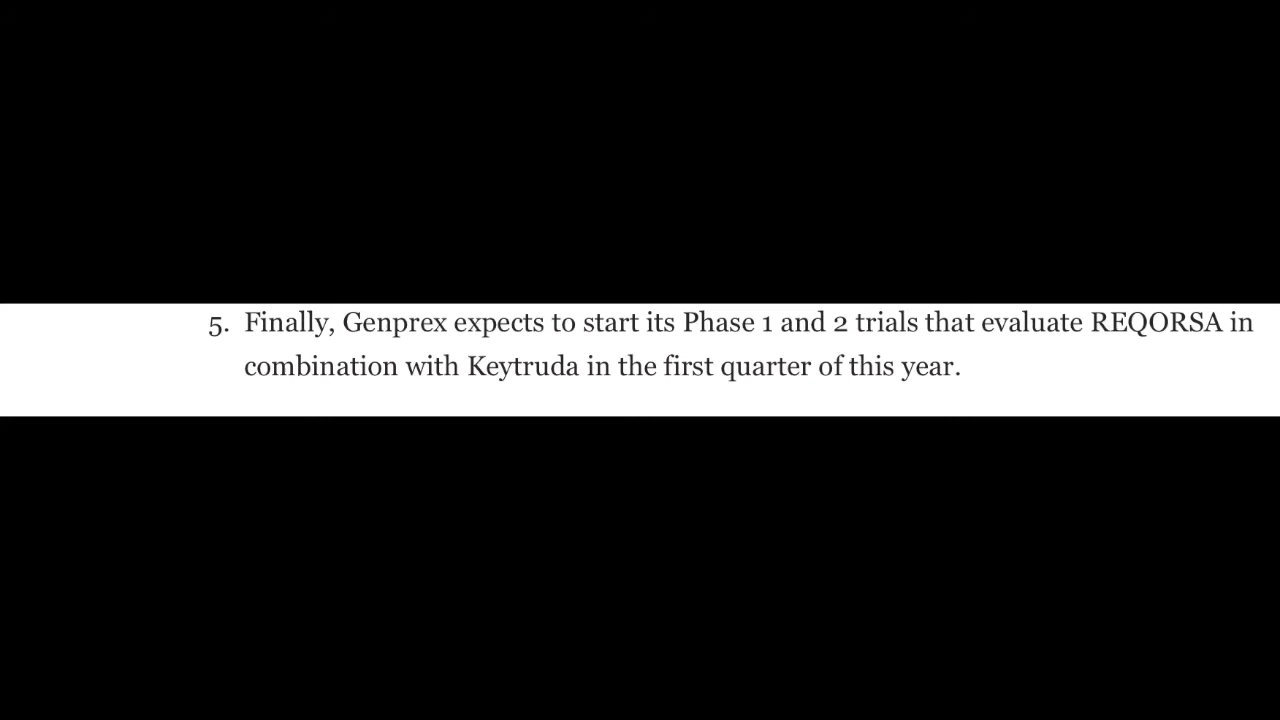 5. Finally, Genprex expects to start its Phase 1 and 2 trials that evaluate REQORSA in
combination with Keytruda in the first quarter of this year.